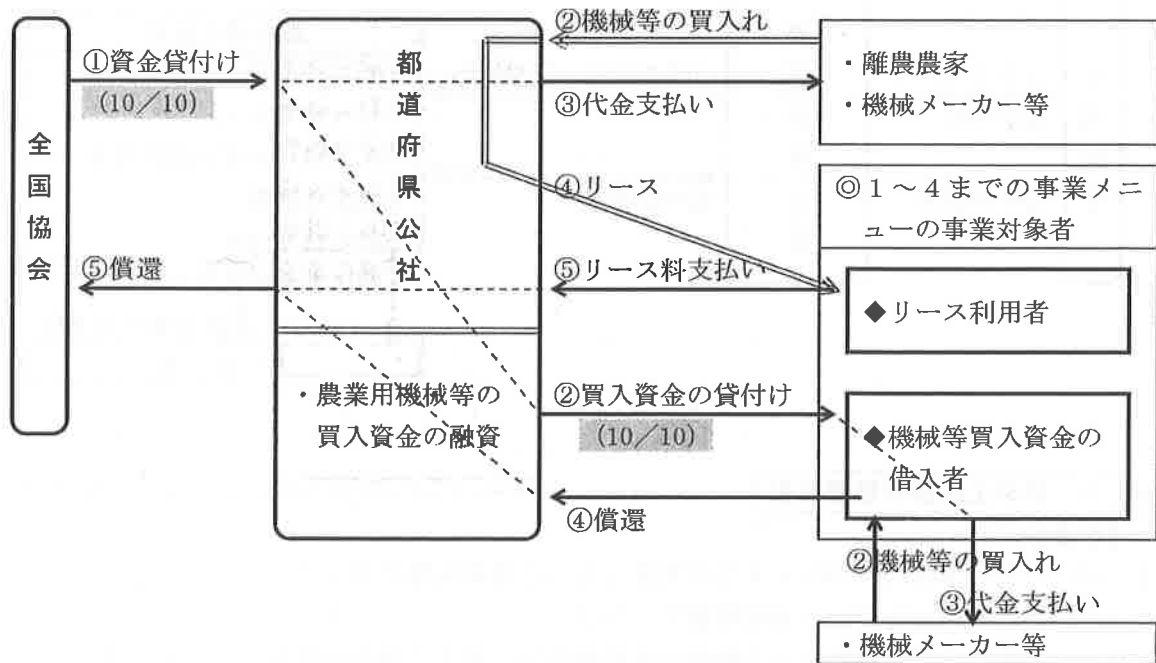 全国協会
①資金貸付け
(10/10)
⑤償還
都道府県公社
・農業用機械等の
買入資金の融資
②機械等の買入れ
③代金支払い
④リース
⑤リース料支払い
②買入資金の貸付け
(10/10)
④償還
・離農農家
・機械メーカー等
◎1~4までの事業メニ
ューの事業対象者
◆リース利用者
◆機械等買入資金の
借入者
②機械等の買入れ
③代金支払い
・機械メーカー等